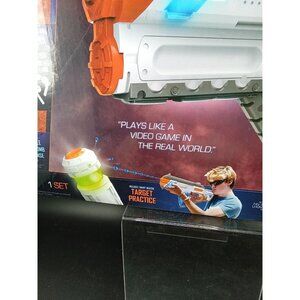 "PLAYS LIKE A
VIDEO GAME IN
THE REAL WORLD."
1 SET
TARGET
PRACTICE